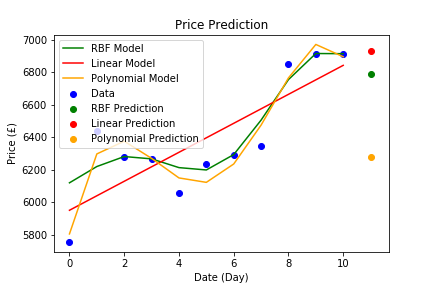 Price Prediction
7000
6800
6600
6400
6200
6000
5800
Price (£)
RBF Model
Linear Model
Polynomial Model
Data
RBF Prediction
Linear Prediction
Polynomial Prediction
0
2
4
6
8
10
Date (Day)